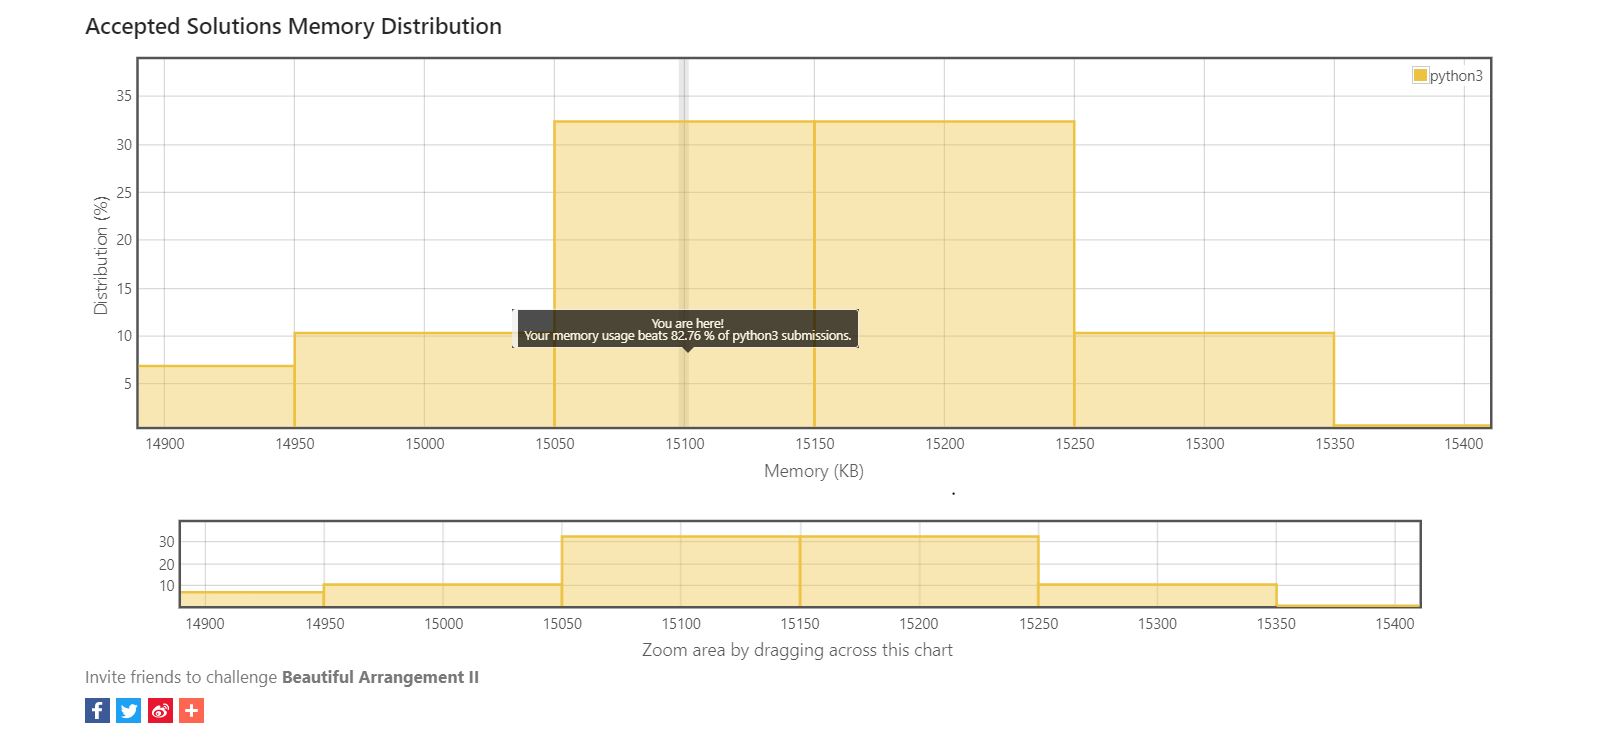 Accepted Solutions Memory Distribution
python3
35
30
25
20
15
10
5
Distribution (%)
You are here!
Your memory usage beats 82.76 % of python3 submissions.
14900 14950 15000 15050 15100 15150 15200 15250 15300 15350 15400
Memory (KB)
30
20
10
14900 14950 15000 15050 15100 15150 15200 15250 15300 15350 15400
Zoom area by dragging across this chart
Invite friends to challenge Beautiful Arrangement II